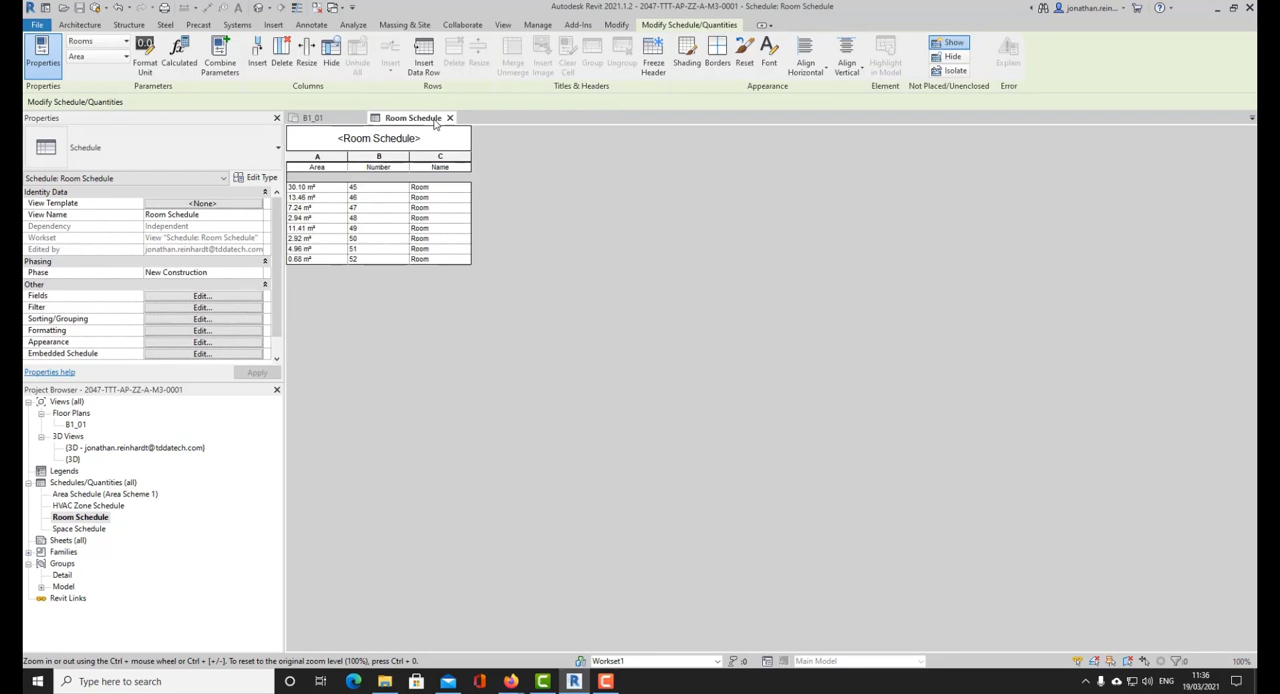 Autodesk Revit 2021.1.2 - 2047-TTT-AP-ZZ-A-M3-0001 - Schedule: Room Schedule
jonathan.rein...
File Architecture Structure Steel Precast Systems Insert Annotate Analyze Massing & Site Collaborate View Manage Add-Ins Modify Modify Schedule/Quantities
Rooms
Area
Properties
Format Unit
Calculated
Combine Parameters
Insert
Delete
Resize
Hide
Unhide All
Insert
Insert Data Row
Delete
Resize
Merge Unmerge
Insert Image
Clear Cell
Group
Ungroup
Freeze Header
Shading
Borders
Reset
Font
Align Horizontal
Align Vertical
Highlight in Model
Show
Hide
Isolate
Explain
Properties Parameters Columns Rows Titles & Headers Appearance Element Not Placed/Unenclosed Error
Modify Schedule/Quantities
Properties
B1_01
Room Schedule
Schedule
Schedule: Room Schedule
Edit Type
Identity Data
View Template <None>
View Name Room Schedule
Dependency Independent
Workset View "Schedule: Room Schedule"
Edited by jonathan.reinhardt@tddatech.com
Phasing
Phase New Construction
Other
Fields Edit...
Filter Edit...
Sorting/Grouping Edit...
Formatting Edit...
Appearance Edit...
Embedded Schedule Edit...
Properties help
Apply
<Room Schedule>
A B C
Area Number Name
30.10 m² 45 Room
13.46 m² 46 Room
7.24 m² 47 Room
2.94 m² 48 Room
11.41 m² 49 Room
2.92 m² 50 Room
4.96 m² 51 Room
0.68 m² 52 Room
Project Browser - 2047-TTT-AP-ZZ-A-M3-0001
Views (all)
Floor Plans
B1_01
3D Views
{3D - jonathan.reinhardt@tddatech.com}
{3D}
Legends
Schedules/Quantities (all)
Area Schedule (Area Scheme 1)
HVAC Zone Schedule
Room Schedule
Space Schedule
Sheets (all)
Families
Groups
Detail
Model
Revit Links
Zoom in or out using the Ctrl + mouse wheel or Ctrl + [+/-]. To reset to the original zoom level (100%), press Ctrl + 0.
Workset1
:0
Main Model
:0
100%
Type here to search
ENG
11:36
19/03/2021